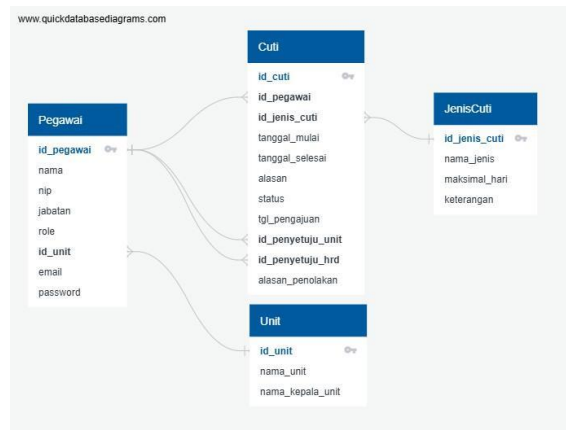 www.quickdatabasediagrams.com
Pegawai
id_pegawai
nama
nip
jabatan
role
id_unit
email
password
Cuti
id_cuti
id_pegawai
id_jenis_cuti
tanggal_mulai
tanggal_selesai
alasan
status
tgl_pengajuan
id_penyetuju_unit
id_penyetuju_hrd
alasan_penolakan
JenisCuti
id_jenis_cuti
nama_jenis
maksimal_hari
keterangan
Unit
id_unit
nama_unit
nama_kepala_unit